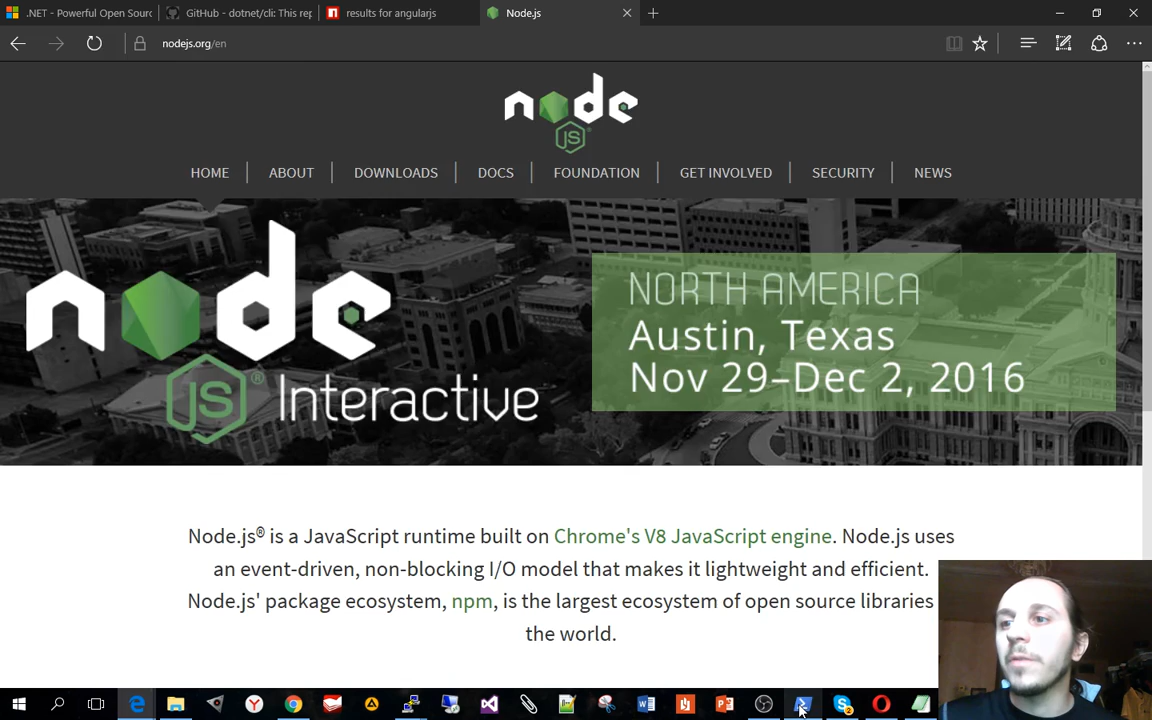 .NET - Powerful Open Sourc
GitHub - dotnet/cli: This rep
results for angularjs
Node.js
nodejs.org/en
node
JS
HOME
ABOUT
DOWNLOADS
DOCS
FOUNDATION
GET INVOLVED
SECURITY
NEWS
node
JS ® Interactive
NORTH AMERICA
Austin, Texas
Nov 29–Dec 2, 2016
Node.js® is a JavaScript runtime built on Chrome's V8 JavaScript engine. Node.js uses
an event-driven, non-blocking I/O model that makes it lightweight and efficient.
Node.js' package ecosystem, npm, is the largest ecosystem of open source libraries
the world.